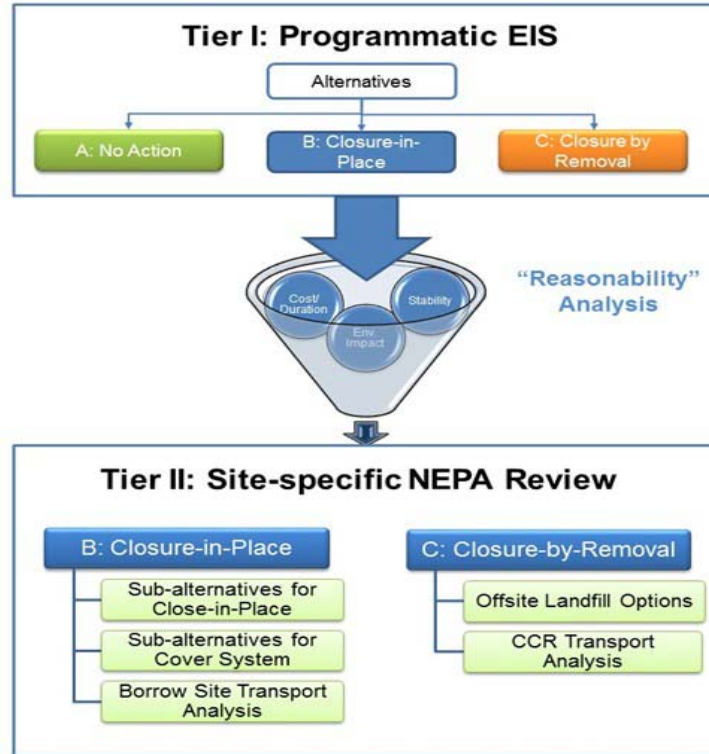 Tier I: Programmatic EIS
Alternatives
A: No Action
B: Closure-in-
Place
C: Closure by
Removal
"Reasonability"
Analysis
Cost/
Duration
Stability
Env.
Impact
Tier II: Site-specific NEPA Review
B: Closure-in-Place
Sub-alternatives for
Close-in-Place
Sub-alternatives for
Cover System
Borrow Site Transport
Analysis
C: Closure-by-Removal
Offsite Landfill Options
CCR Transport
Analysis